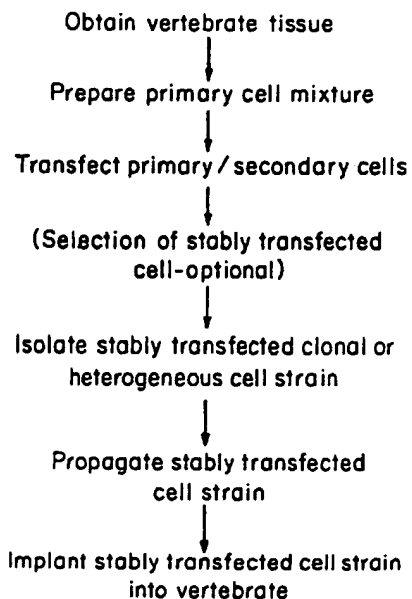 Obtain vertebrate tissue
Prepare primary cell mixture
Transfect primary/secondary cells
(Selection of stably transfected
cell-optional)
Isolate stably transfected clonal or
heterogeneous cell strain
Propagate stably transfected
cell strain
Implant stably transfected cell strain
into vertebrate